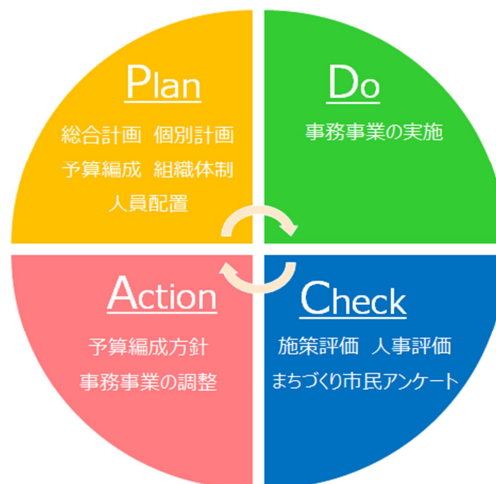 Plan
総合計画 個別計画
予算編成 組織体制
人員配置
Do
事務事業の実施
Action
予算編成方針
事務事業の調整
Check
施策評価 人事評価
まちづくり市民アンケート